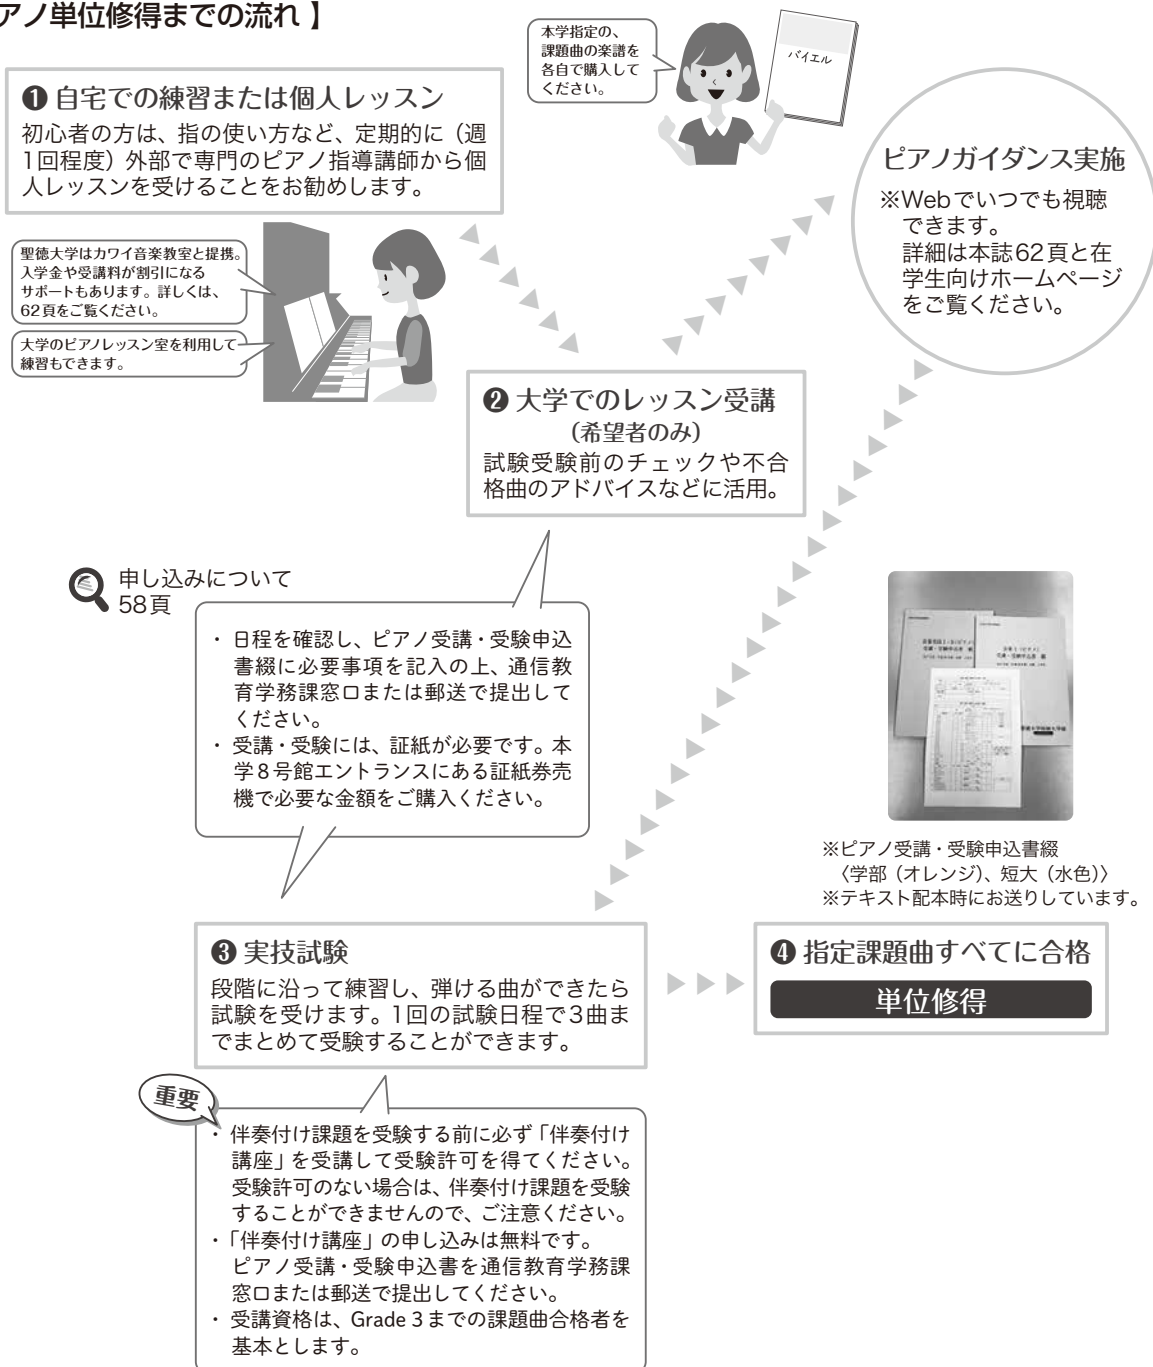 アノ単位修得までの流れ】
本学指定の、
課題曲の楽譜を
各自で購入して
ください。
バイエル
❶ 自宅での練習または個人レッスン
初心者の方は、指の使い方など、定期的に（週
1回程度）外部で専門のピアノ指導講師から個
人レッスンを受けることをお勧めします。
聖徳大学はカワイ音楽教室と提携。
入学金や受講料が割引になる
サポートもあります。詳しくは、
62頁をご覧ください。
大学のピアノレッスン室を利用して
練習もできます。
ピアノガイダンス実施
※Webでいつでも視聴
できます。
詳細は本誌62頁と在
学生向けホームページ
をご覧ください。
❷ 大学でのレッスン受講
（希望者のみ）
試験受験前のチェックや不合
格曲のアドバイスなどに活用。
申し込みについて
58頁
・ 日程を確認し、ピアノ受講・受験申込
書綴に必要事項を記入の上、通信教
育学務課窓口または郵送で提出して
ください。
・ 受講・受験には、証紙が必要です。本
学8号館エントランスにある証紙券売
機で必要な金額をご購入ください。
※ピアノ受講・受験申込書綴
〈学部（オレンジ）、短大（水色）〉
※テキスト配本時にお送りしています。
❸ 実技試験
段階に沿って練習し、弾ける曲ができたら
試験を受けます。1回の試験日程で3曲ま
でまとめて受験することができます。
❹ 指定課題曲すべてに合格
単位修得
重要
・ 伴奏付け課題を受験する前に必ず「伴奏付け
講座」を受講して受験許可を得てください。
受験許可のない場合は、伴奏付け課題を受験
することができませんので、ご注意ください。
・「伴奏付け講座」の申し込みは無料です。
ピアノ受講・受験申込書を通信教育学務課
窓口または郵送で提出してください。
・ 受講資格は、Grade 3までの課題曲合格者を
基本とします。